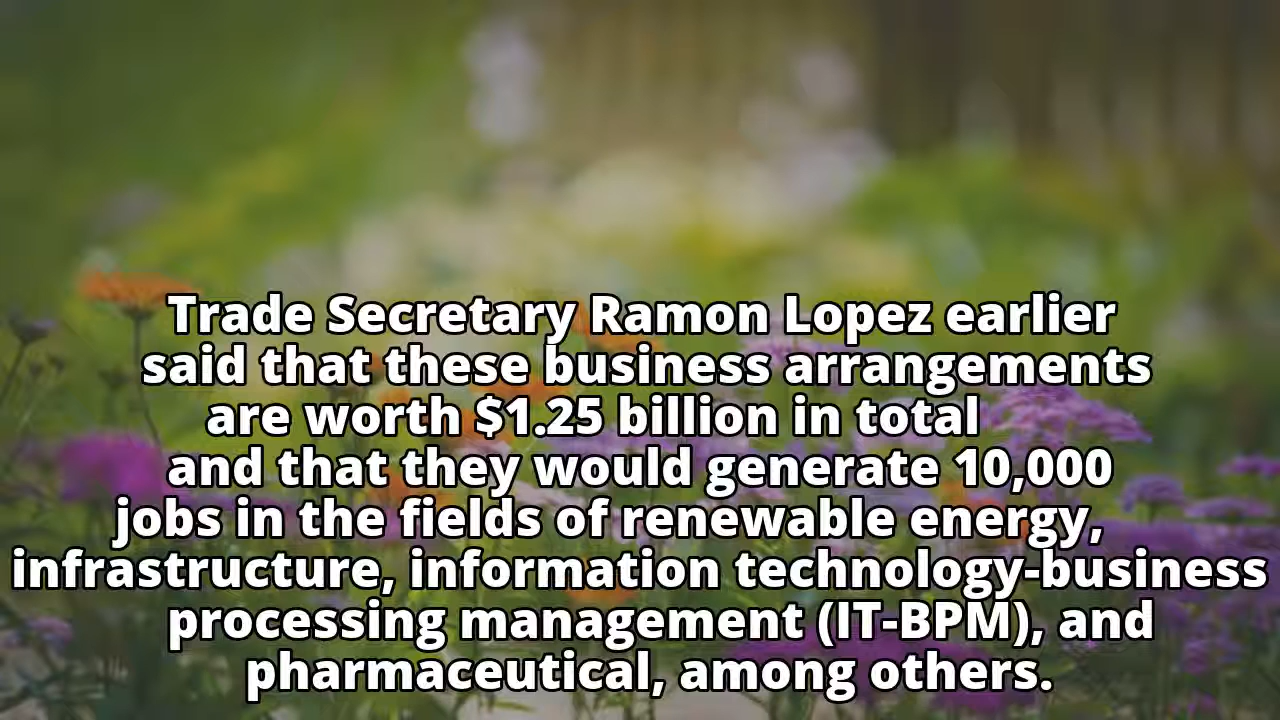 Trade Secretary Ramon Lopez earlier
said that these business arrangements
are worth $1.25 billion in total
and that they would generate 10,000
jobs in the fields of renewable energy,
infrastructure, information technology-business
processing management (IT-BPM), and
pharmaceutical, among others.